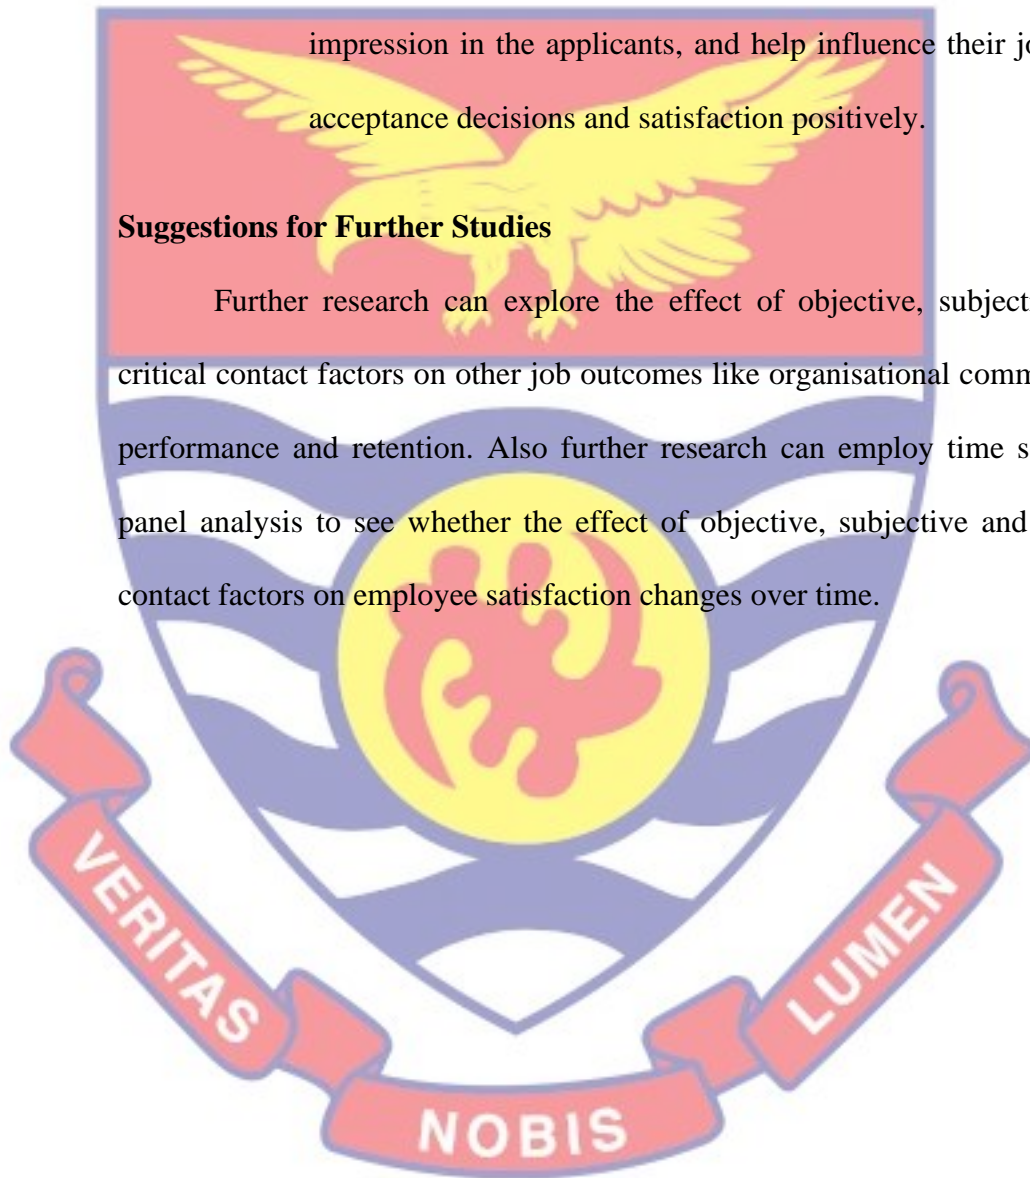 impression in the applicants, and help influence their jo
acceptance decisions and satisfaction positively.
Suggestions for Further Studies
Further research can explore the effect of objective, subjecti
critical contact factors on other job outcomes like organisational comm
performance and retention. Also further research can employ time s
panel analysis to see whether the effect of objective, subjective and
contact factors on employee satisfaction changes over time.
VERITAS
NOBIS
LUMEN